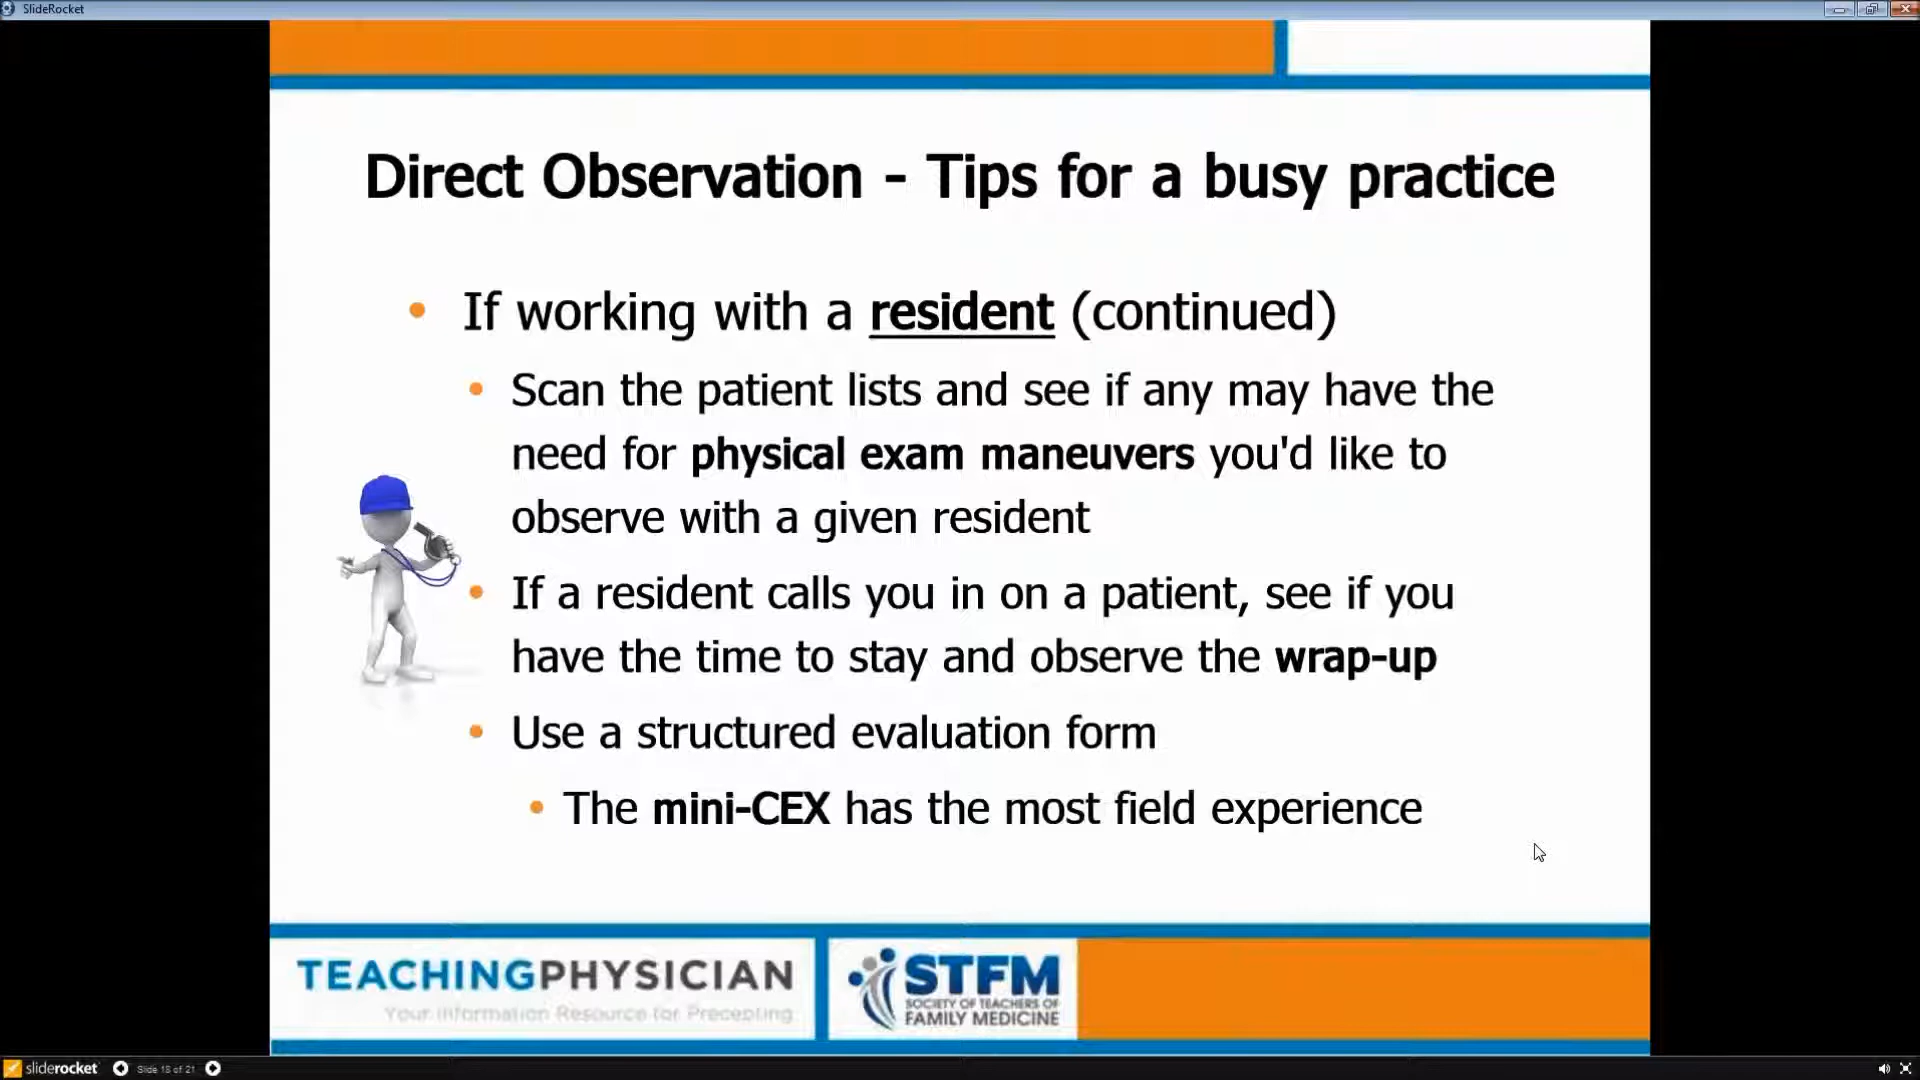 SlideRocket
Direct Observation - Tips for a busy practice
If working with a resident (continued)
Scan the patient lists and see if any may have the
need for physical exam maneuvers you'd like to
observe with a given resident
If a resident calls you in on a patient, see if you
have the time to stay and observe the wrap-up
Use a structured evaluation form
The mini-CEX has the most field experience
TEACHINGPHYSICIAN
Your Information Resource for Precepting
STFM
SOCIETY OF TEACHERS OF
FAMILY MEDICINE
sliderocket
Slide 18 of 21